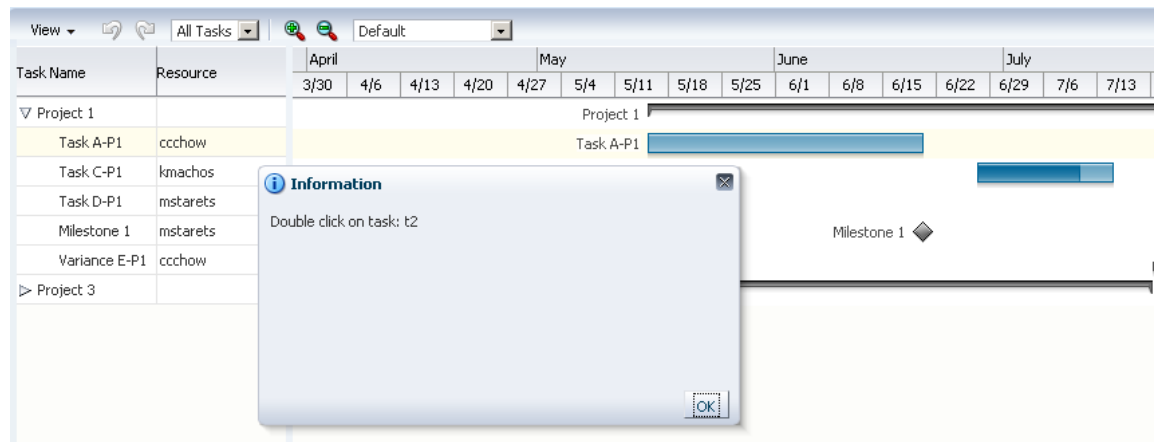 View All Tasks Default
Task Name Resource April May June July
3/30 4/6 4/13 4/20 4/27 5/4 5/11 5/18 5/25 6/1 6/8 6/15 6/22 6/29 7/6 7/13
Project 1 Project 1
Task A-P1 ccchow Task A-P1
Task C-P1 kmachos
Task D-P1 mstarets
Milestone 1 mstarets Milestone 1
Variance E-P1 ccchow
Project 3
Information
Double click on task: t2
OK